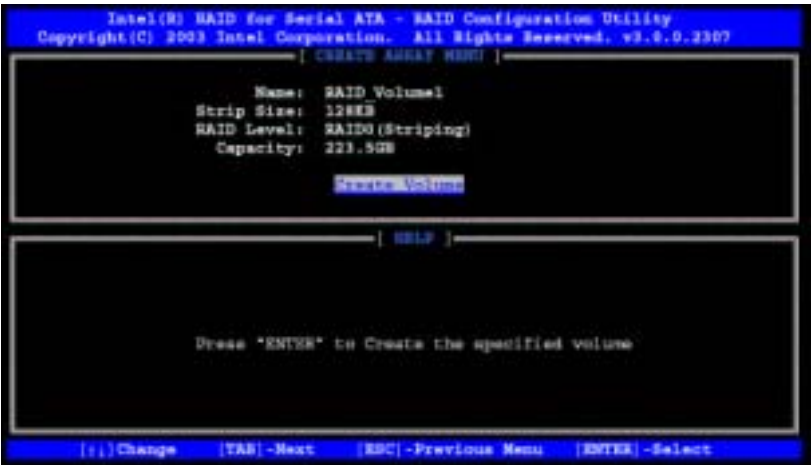 Intel(R) RAID for Serial ATA - RAID Configuration Utility
Copyright(C) 2003 Intel Corporation. All Rights Reserved. v3.0.0.2307
[ CREATE ARRAY MENU ]
Name: RAID_Volume1
Strip Size: 128KB
RAID Level: RAID0(Striping)
Capacity: 223.5GB
Create Volume
[ HELP ]
Press "ENTER" to Create the specified volume
[↑↓]Change [TAB]-Next [ESC]-Previous Menu [ENTER]-Select